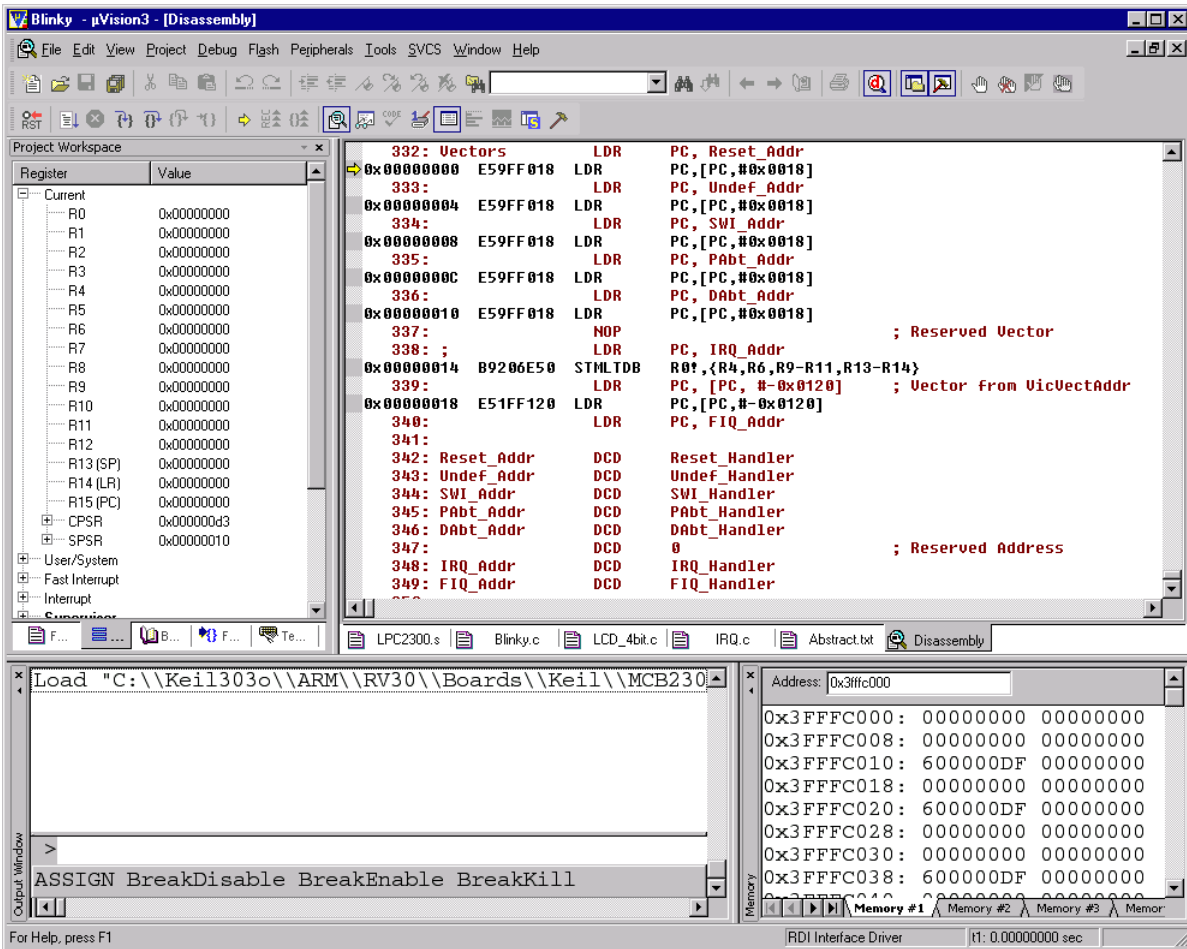 Blinky - µVision3 - [Disassembly]
File Edit View Project Debug Flash Peripherals Tools SVCS Window Help
RST CODE
Project Workspace
Register Value
Current
R0 0x00000000
R1 0x00000000
R2 0x00000000
R3 0x00000000
R4 0x00000000
R5 0x00000000
R6 0x00000000
R7 0x00000000
R8 0x00000000
R9 0x00000000
R10 0x00000000
R11 0x00000000
R12 0x00000000
R13 (SP) 0x00000000
R14 (LR) 0x00000000
R15 (PC) 0x00000000
CPSR 0x000000d3
SPSR 0x00000010
User/System
Fast Interrupt
Interrupt
Supervisor
F... ... B... F... Te...
332: Vectors LDR PC, Reset_Addr
0x00000000 E59FF018 LDR PC,[PC,#0x0018]
333: LDR PC, Undef_Addr
0x00000004 E59FF018 LDR PC,[PC,#0x0018]
334: LDR PC, SWI_Addr
0x00000008 E59FF018 LDR PC,[PC,#0x0018]
335: LDR PC, PAbt_Addr
0x0000000C E59FF018 LDR PC,[PC,#0x0018]
336: LDR PC, DAbt_Addr
0x00000010 E59FF018 LDR PC,[PC,#0x0018]
337: NOP ; Reserved Vector
338: ; LDR PC, IRQ_Addr
0x00000014 B9206E50 STMLTDB R0!,{R4,R6,R9-R11,R13-R14}
339: LDR PC, [PC, #-0x0120] ; Vector from VicVectAddr
0x00000018 E51FF120 LDR PC,[PC,#-0x0120]
340: LDR PC, FIQ_Addr
341:
342: Reset_Addr DCD Reset_Handler
343: Undef_Addr DCD Undef_Handler
344: SWI_Addr DCD SWI_Handler
345: PAbt_Addr DCD PAbt_Handler
346: DAbt_Addr DCD DAbt_Handler
347: DCD 0 ; Reserved Address
348: IRQ_Addr DCD IRQ_Handler
349: FIQ_Addr DCD FIQ_Handler
LPC2300.s Blinky.c LCD_4bit.c IRQ.c Abstract.txt Disassembly
Load "C:\\Keil303o\\ARM\\RV30\\Boards\\Keil\\MCB230
>
ASSIGN BreakDisable BreakEnable BreakKill
Output Window
Address: 0x3fffc000
0x3FFFC000: 00000000 00000000
0x3FFFC008: 00000000 00000000
0x3FFFC010: 600000DF 00000000
0x3FFFC018: 00000000 00000000
0x3FFFC020: 600000DF 00000000
0x3FFFC028: 00000000 00000000
0x3FFFC030: 00000000 00000000
0x3FFFC038: 600000DF 00000000
Memory #1 Memory #2 Memory #3 Memor
Memory
For Help, press F1 RDI Interface Driver t1: 0.00000000 sec